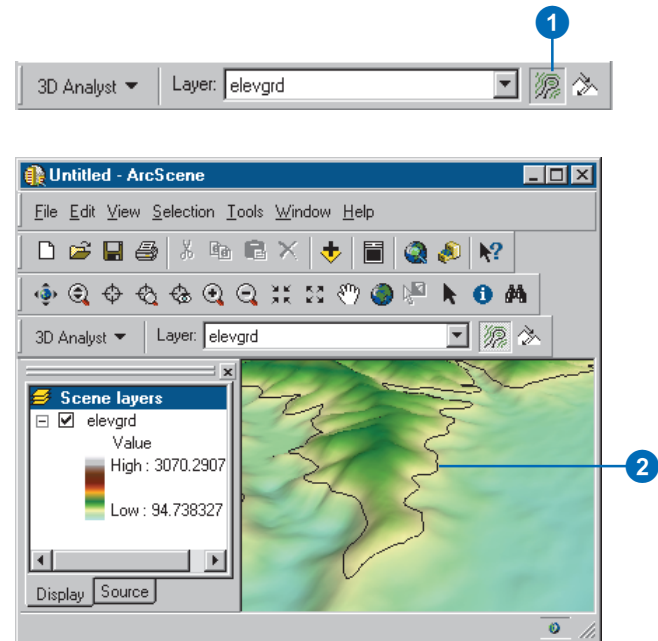 1
3D Analyst Layer: elevgrd
Untitled - ArcScene
File Edit View Selection Tools Window Help
3D Analyst Layer: elevgrd
Scene layers
elevgrd
Value
High : 3070.2907
Low : 94.738327
2
Display Source